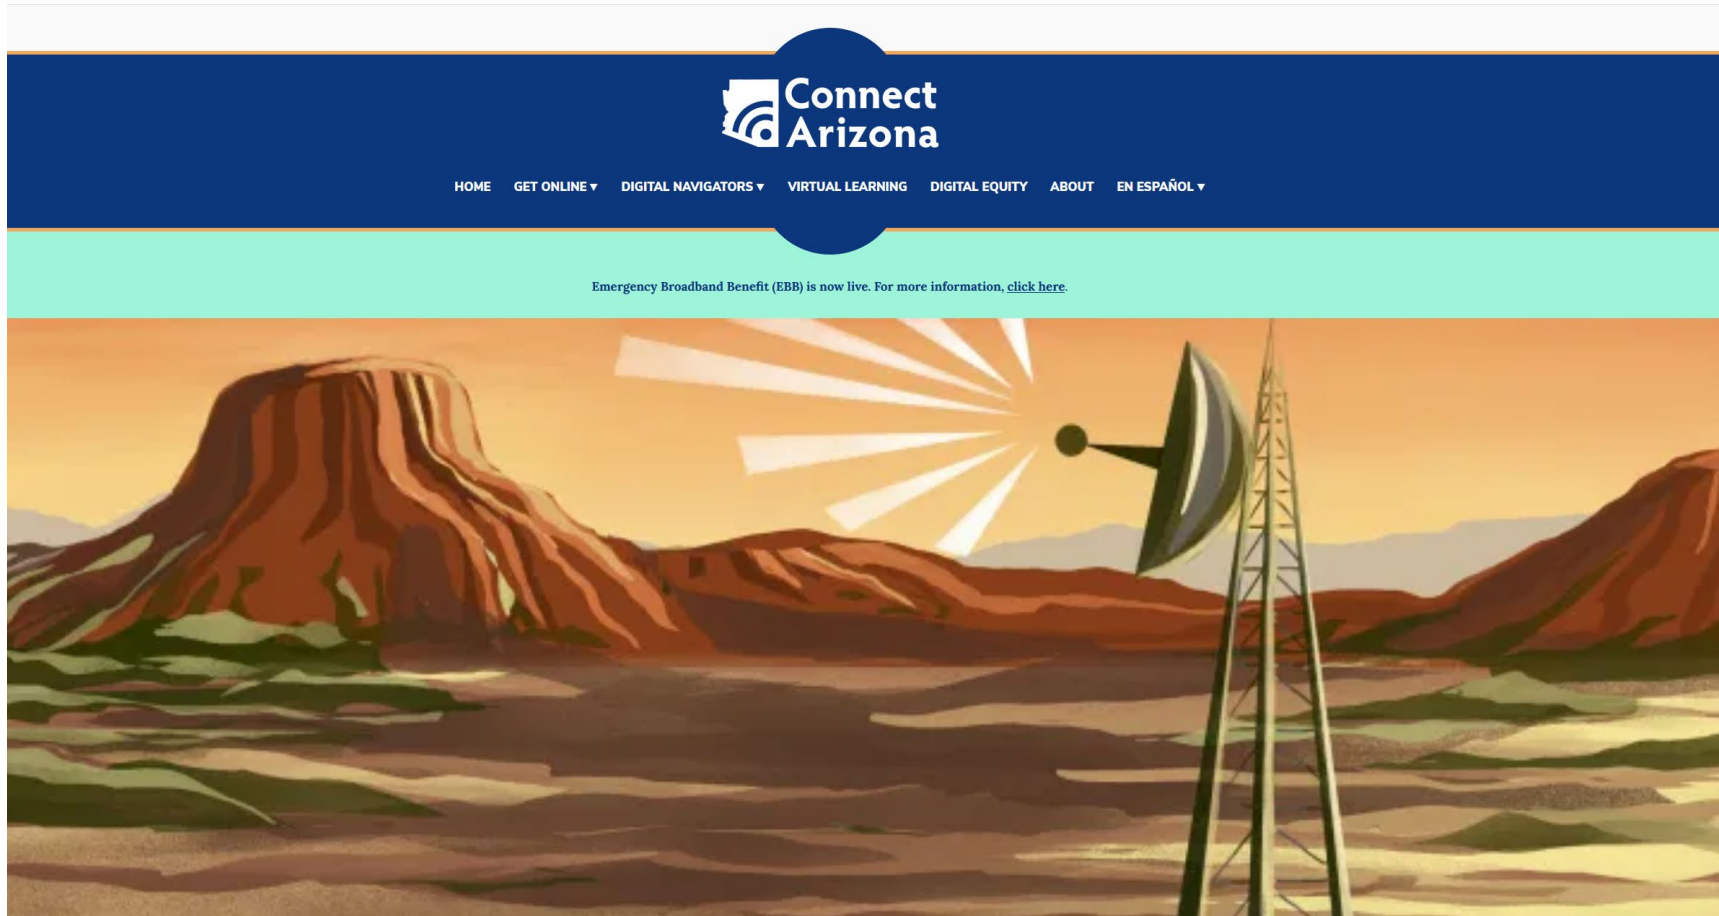 Connect
Arizona
HOME GET ONLINE ▾ DIGITAL NAVIGATORS ▾ VIRTUAL LEARNING DIGITAL EQUITY ABOUT EN ESPAÑOL ▾
Emergency Broadband Benefit (EBB) is now live. For more information, click here.